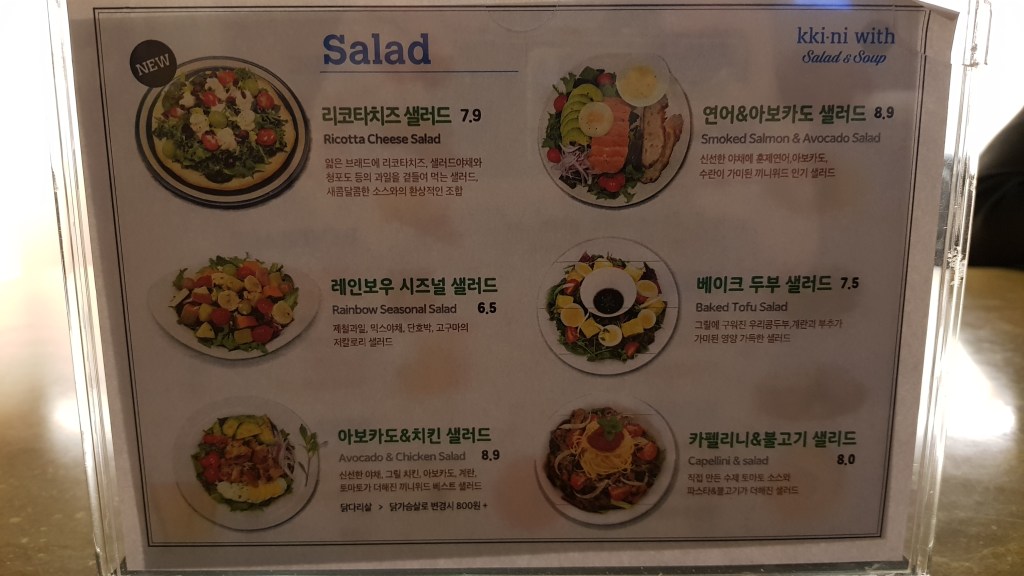 Salad
kki·ni with
Salad & Soup
NEW
리코타치즈 샐러드 7.9
Ricotta Cheese Salad
얇은 브레드에 리코타치즈, 샐러드야채와
청포도 등의 과일을 곁들여 먹는 샐러드,
새콤달콤한 소스와의 환상적인 조합
연어&아보카도 샐러드 8.9
Smoked Salmon & Avocado Salad
신선한 야채에 훈제연어,아보카도,
수란이 가미된 끼니위드 인기 샐러드
레인보우 시즈널 샐러드
Rainbow Seasonal Salad 6.5
제철과일, 믹스야채, 단호박, 고구마의
저칼로리 샐러드
베이크 두부 샐러드 7.5
Baked Tofu Salad
그릴에 구워진 우리콩두부,계란과 부추가
가미된 영양 가득한 샐러드
아보카도&치킨 샐러드
Avocado & Chicken Salad 8.9
신선한 야채, 그릴 치킨, 아보카도, 계란,
토마토가 더해진 끼니위드 베스트 샐러드
닭다리살 > 닭가슴살로 변경시 800원 +
카펠리니&불고기 샐러드
Capellini & salad 8.0
직접 만든 수제 토마토 소스와
파스타&불고기가 더해진 샐러드